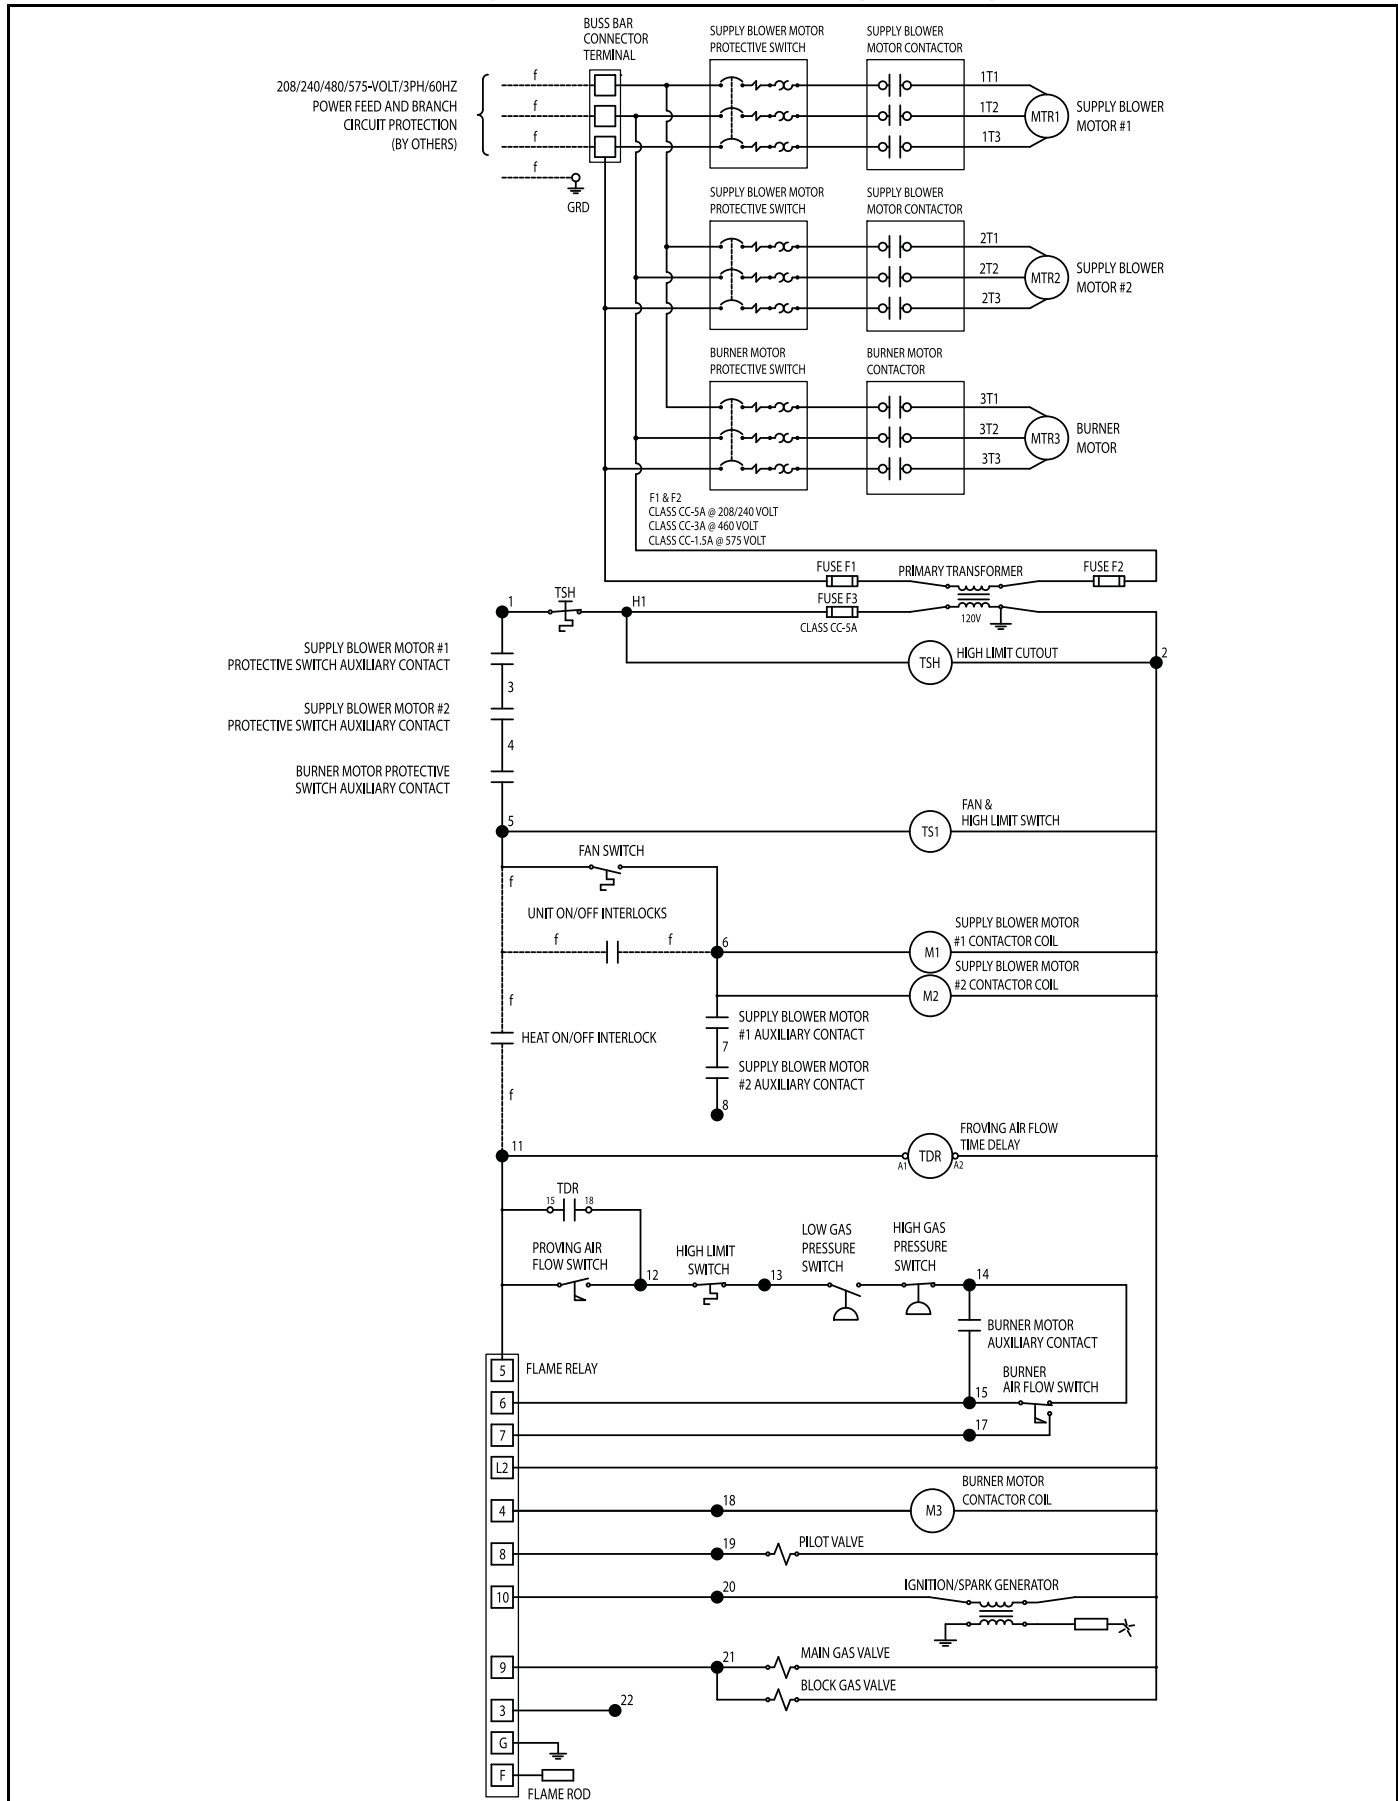 BUSS BAR
CONNECTOR
TERMINAL
SUPPLY BLOWER MOTOR
PROTECTIVE SWITCH
SUPPLY BLOWER
MOTOR CONTACTOR
208/240/480/575-VOLT/3PH/60HZ
POWER FEED AND BRANCH
CIRCUIT PROTECTION
(BY OTHERS)
f
f
f
f
GRD
1T1
1T2
1T3
MTR1
SUPPLY BLOWER
MOTOR #1
SUPPLY BLOWER MOTOR
PROTECTIVE SWITCH
SUPPLY BLOWER
MOTOR CONTACTOR
2T1
2T2
2T3
MTR2
SUPPLY BLOWER
MOTOR #2
BURNER MOTOR
PROTECTIVE SWITCH
BURNER MOTOR
CONTACTOR
3T1
3T2
3T3
MTR3
BURNER
MOTOR
F1 & F2
CLASS CC-5A @ 208/240 VOLT
CLASS CC-3A @ 460 VOLT
CLASS CC-1.5A @ 575 VOLT
FUSE F1
PRIMARY TRANSFORMER
FUSE F2
1
TSH
H1
FUSE F3
CLASS CC-5A
120V
TSH
HIGH LIMIT CUTOUT
2
SUPPLY BLOWER MOTOR #1
PROTECTIVE SWITCH AUXILIARY CONTACT
3
SUPPLY BLOWER MOTOR #2
PROTECTIVE SWITCH AUXILIARY CONTACT
4
BURNER MOTOR PROTECTIVE
SWITCH AUXILIARY CONTACT
5
TS1
FAN &
HIGH LIMIT SWITCH
FAN SWITCH
f
UNIT ON/OFF INTERLOCKS
f
f
6
M1
SUPPLY BLOWER MOTOR
#1 CONTACTOR COIL
M2
SUPPLY BLOWER MOTOR
#2 CONTACTOR COIL
f
HEAT ON/OFF INTERLOCK
f
SUPPLY BLOWER MOTOR
#1 AUXILIARY CONTACT
7
SUPPLY BLOWER MOTOR
#2 AUXILIARY CONTACT
8
11
A1
TDR
A2
FROVING AIR FLOW
TIME DELAY
TDR
15
18
PROVING AIR
FLOW SWITCH
12
HIGH LIMIT
SWITCH
13
LOW GAS
PRESSURE
SWITCH
HIGH GAS
PRESSURE
SWITCH
14
BURNER MOTOR
AUXILIARY CONTACT
5
FLAME RELAY
BURNER
AIR FLOW SWITCH
6
15
7
17
L2
4
18
M3
BURNER MOTOR
CONTACTOR COIL
8
19
PILOT VALVE
10
20
IGNITION/SPARK GENERATOR
9
21
MAIN GAS VALVE
BLOCK GAS VALVE
3
22
G
F
FLAME ROD